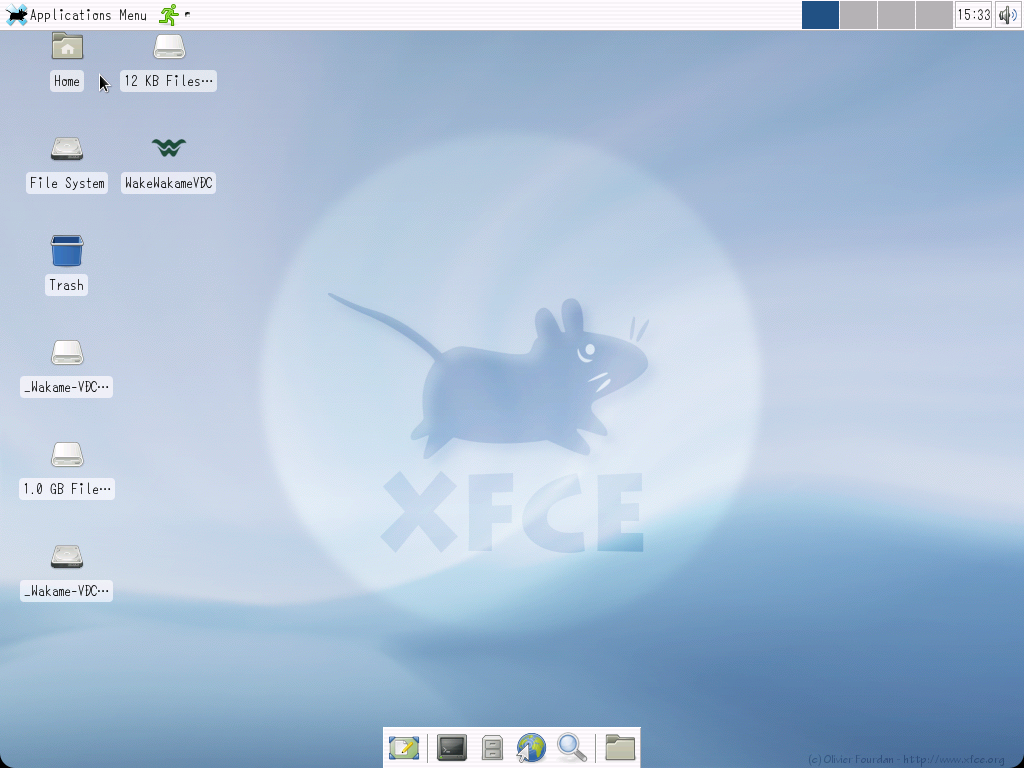 Applications Menu
15:33
Home
12 KB Files…
File System
WakeWakameVDC
Trash
_Wakame-VDC…
1.0 GB File…
_Wakame-VDC…
XFCE
(c) Olivier Fourdan - http://www.xfce.org